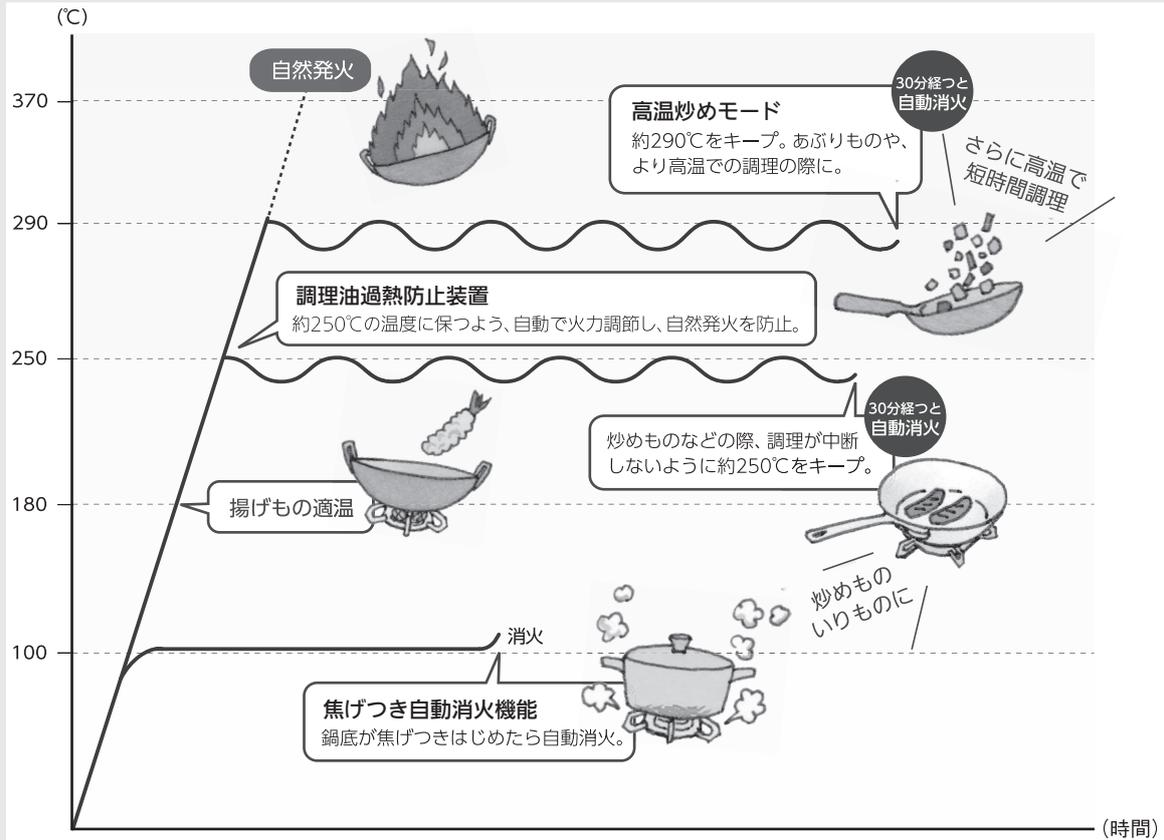 (℃)
自然発火
370
高温炒めモード
約290℃をキープ。あぶりものや、
より高温での調理の際に。
30分経つと
自動消火
さらに高温で
短時間調理
290
調理油過熱防止装置
約250℃の温度に保つよう、自動で火力調節し、自然発火を防止。
250
30分経つと
自動消火
炒めものなどの際、調理が中断
しないように約250℃をキープ。
180
揚げもの適温
炒めもの
いりものに
消火
100
焦げつき自動消火機能
鍋底が焦げつきはじめたら自動消火。
(時間)